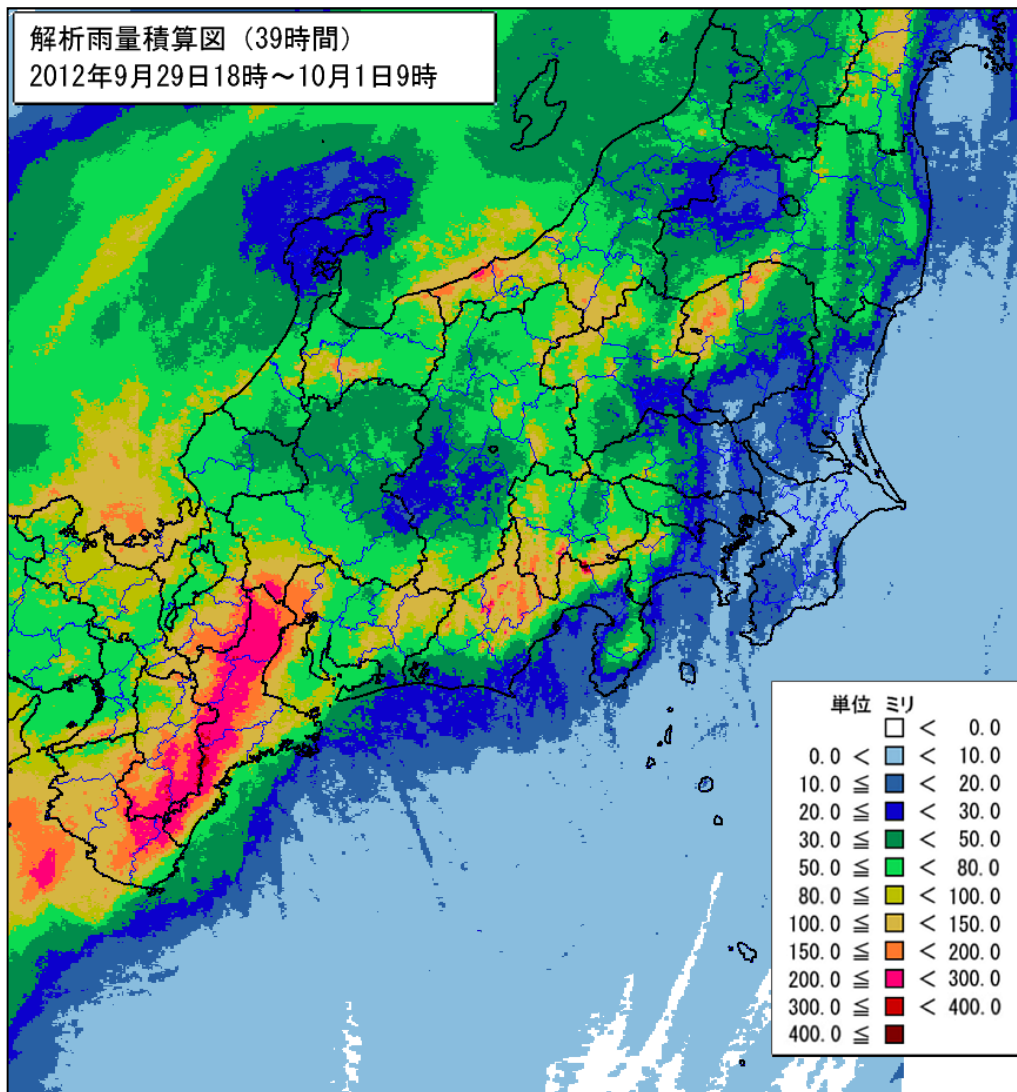 解析雨量積算図（39時間）
2012年9月29日18時～10月1日9時
単位 ミリ
< 0.0
0.0 < < 10.0
10.0 ≦ < 20.0
20.0 ≦ < 30.0
30.0 ≦ < 50.0
50.0 ≦ < 80.0
80.0 ≦ < 100.0
100.0 ≦ < 150.0
150.0 ≦ < 200.0
200.0 ≦ < 300.0
300.0 ≦ < 400.0
400.0 ≦